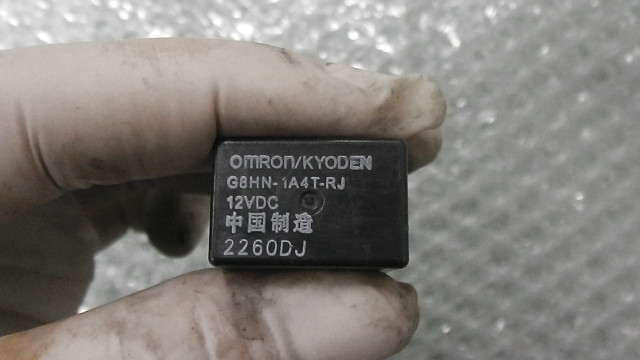 OMRON/KYODEN
G8HN-1A4T-RJ
12VDC
中国制造
2260DJ